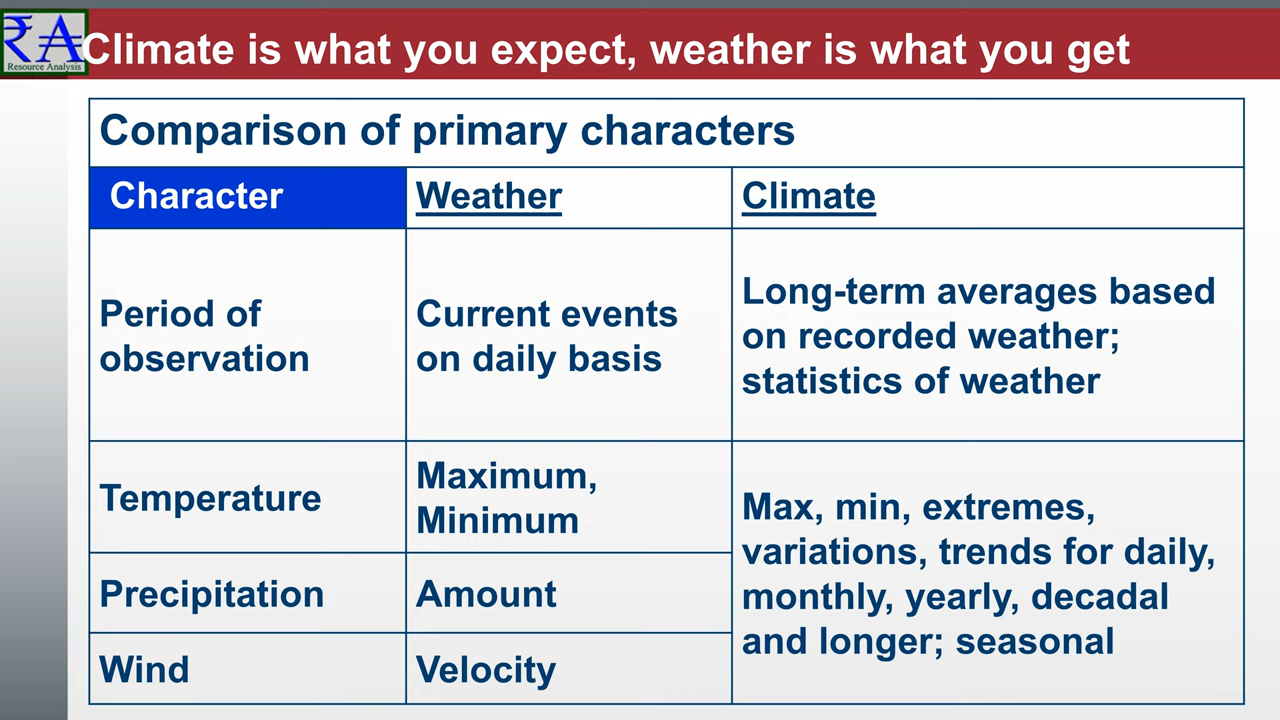 ₹A
Resource Analysis
Climate is what you expect, weather is what you get
Comparison of primary characters
Character
Weather
Climate
Period of
observation
Current events
on daily basis
Long-term averages based
on recorded weather;
statistics of weather
Temperature
Maximum,
Minimum
Max, min, extremes,
variations, trends for daily,
monthly, yearly, decadal
and longer; seasonal
Precipitation
Amount
Wind
Velocity